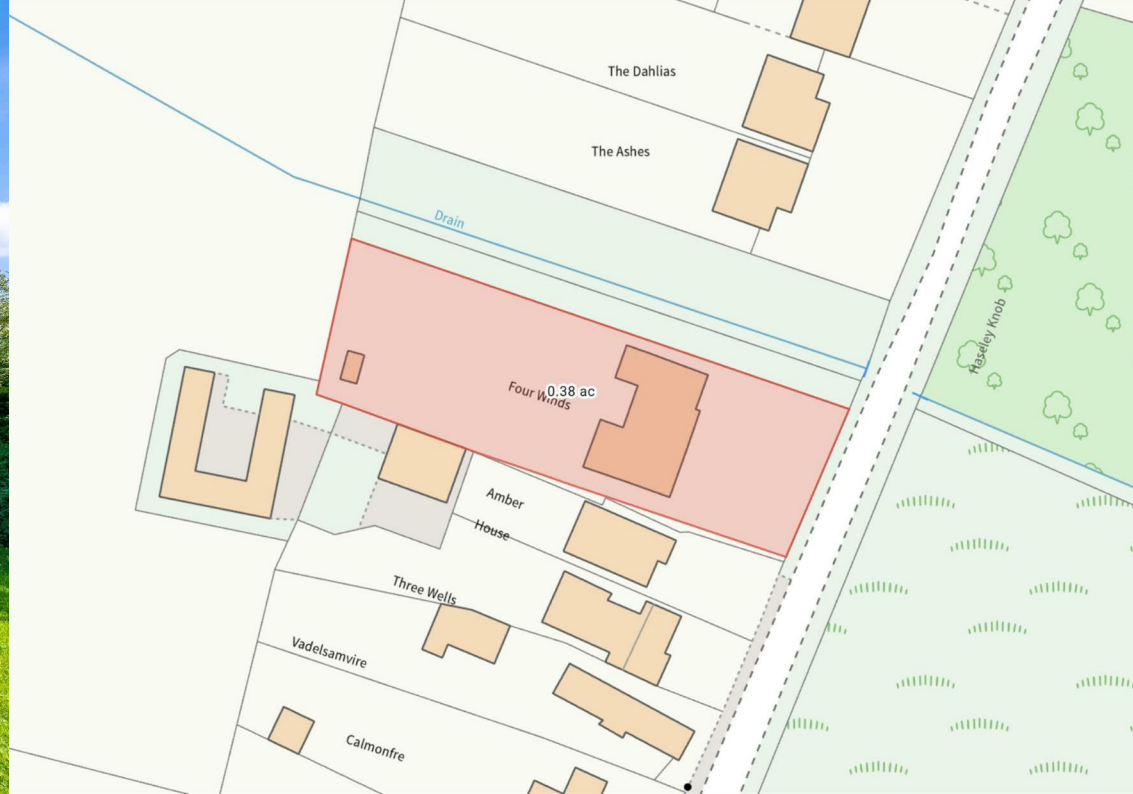 The Dahlias
The Ashes
Drain
Haseley Knob
Four Winds
0.38 ac
Amber
House
Three Wells
Vadelsamvire
Calmonfre